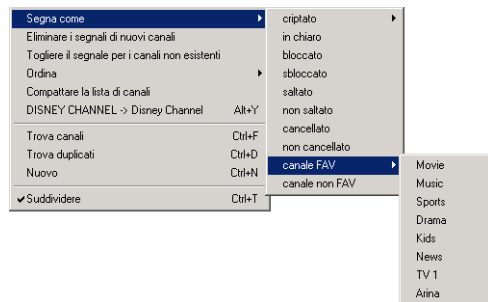 Segna come
Eliminare i segnali di nuovi canali
Togliere il segnale per i canali non esistenti
Ordina
Compattare la lista di canali
DISNEY CHANNEL -> Disney Channel Alt+Y
Trova canali Ctrl+F
Trova duplicati Ctrl+D
Nuovo Ctrl+N
✓Suddividere Ctrl+T
criptato
in chiaro
bloccato
sbloccato
saltato
non saltato
cancellato
non cancellato
canale FAV
canale non FAV
Movie
Music
Sports
Drama
Kids
News
TV 1
Arina